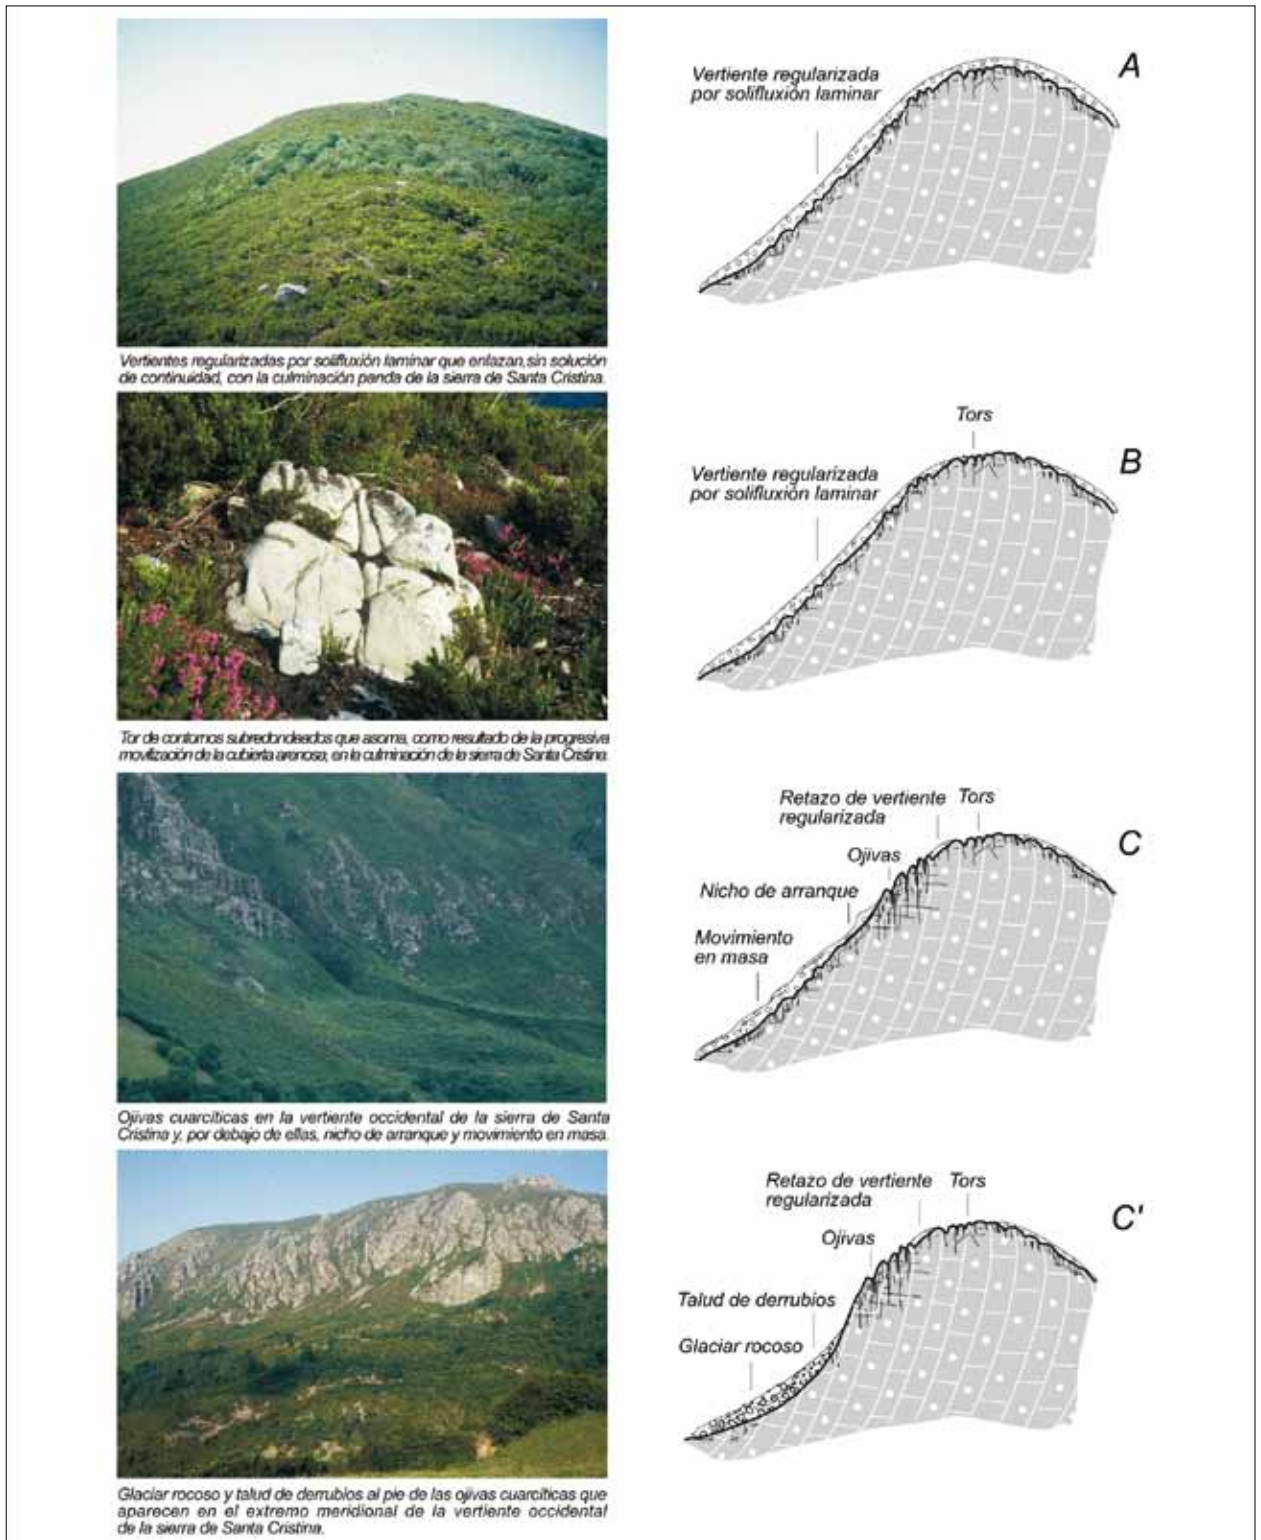 Vertiente regularizada
por solifluxión laminar
A
Vertientes regularizadas por solifluxión laminar que enlazan, sin solución
de continuidad, con la culminación panda de la sierra de Santa Cristina.
Tors
Vertiente regularizada
por solifluxión laminar
B
Tor de contornos subredondeados que asoma, como resultado de la progresiva
movilización de la cubierta arenosa, en la culminación de la sierra de Santa Cristina.
Retazo de vertiente
regularizada
Tors
Ojivas
Nicho de arranque
Movimiento
en masa
C
Ojivas cuarcíticas en la vertiente occidental de la sierra de Santa
Cristina y, por debajo de ellas, nicho de arranque y movimiento en masa.
Retazo de vertiente
regularizada
Tors
Ojivas
Talud de derrubios
Glaciar rocoso
C'
Glaciar rocoso y talud de derrubios al pie de las ojivas cuarcíticas que
aparecen en el extremo meridional de la vertiente occidental
de la sierra de Santa Cristina.